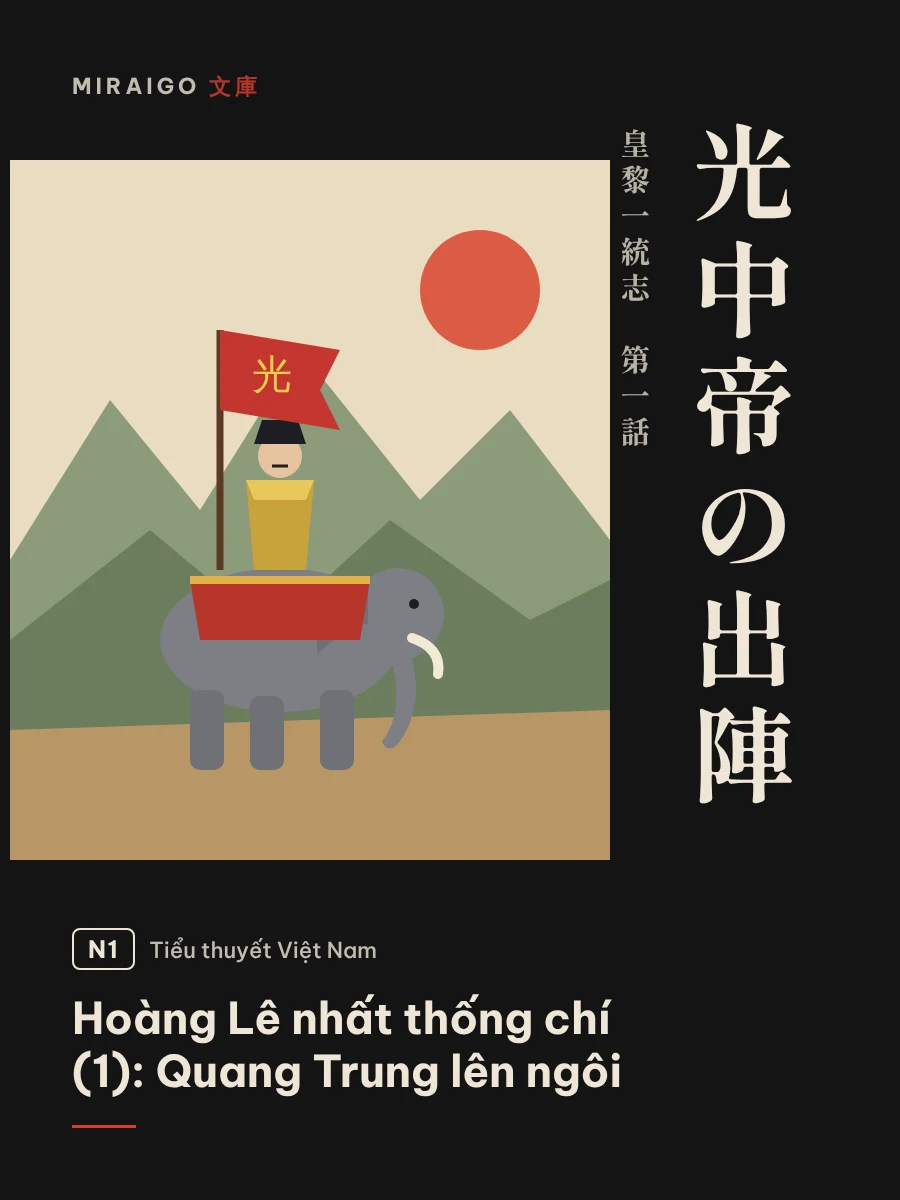 MIRAIGO 文庫
光中帝の出陣
皇黎一統志　第一話
光
N1 Tiểu thuyết Việt Nam
Hoàng Lê nhất thống chí
(1): Quang Trung lên ngôi